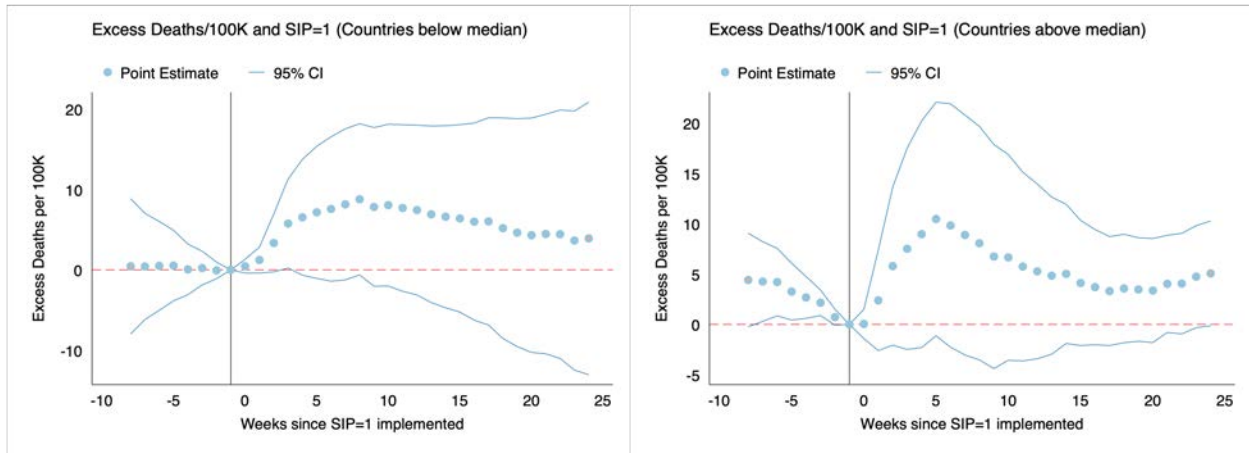 Excess Deaths/100K and SIP=1 (Countries below median)
Point Estimate 95% CI
Excess Deaths per 100K
20
10
0
-10
-10 -5 0 5 10 15 20 25
Weeks since SIP=1 implemented
Excess Deaths/100K and SIP=1 (Countries above median)
Point Estimate 95% CI
Excess Deaths per 100K
20
15
10
5
0
-5
-10 -5 0 5 10 15 20 25
Weeks since SIP=1 implemented